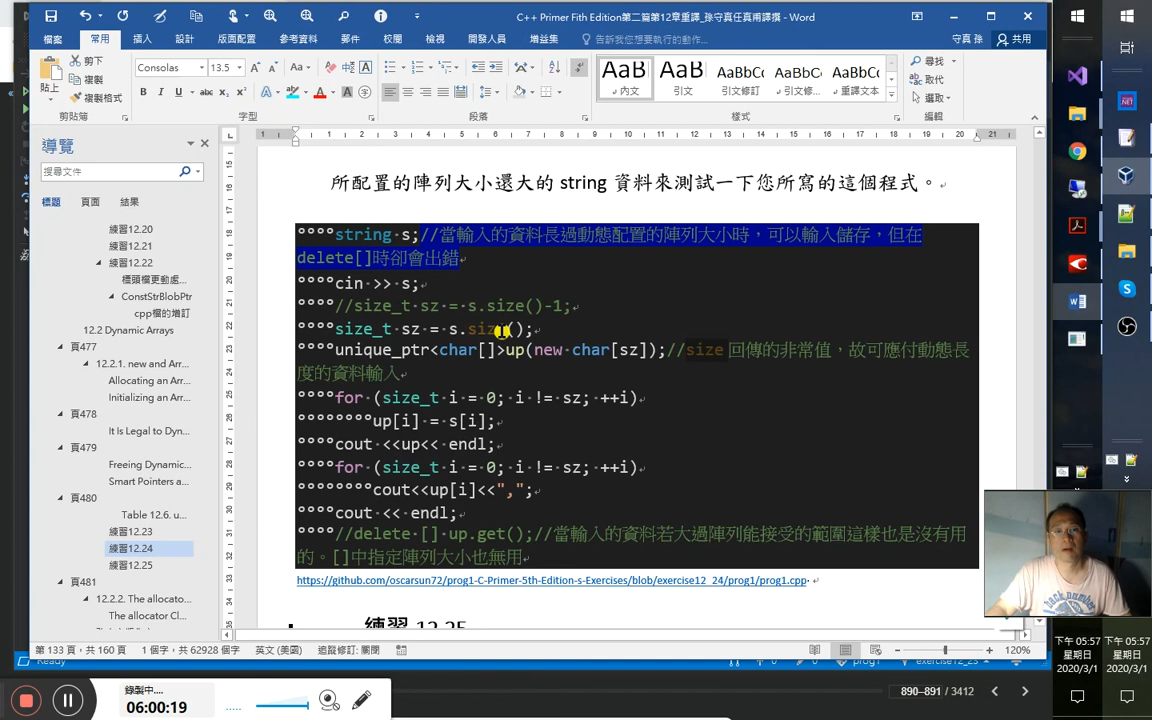 C++ Primer Fifth Edition第二篇第12章重譯_孫守真任真甫譯撰 - Word
檔案
常用
插入
設計
版面配置
參考資料
郵件
校閱
檢視
開發人員
增益集
告訴我您想要執行的動作...
守真 孫
共用
剪下
複製
複製格式
貼上
剪貼簿
Consolas
13.5
字型
段落
AaB
AaB
AaBbC
AaBbC
AaBbC
內文
引文
引文修訂
引文修...
重譯文本
樣式
尋找
取代
選取
編輯
導覽
搜尋文件
標題
頁面
結果
練習12.20
練習12.21
練習12.22
標頭檔更動處...
ConstStrBlobPtr
cpp檔的增訂
12.2 Dynamic Arrays
頁477
12.2.1. new and Arr...
Allocating an Arr...
Initializing an Arr...
頁478
It Is Legal to Dyn...
頁479
Freeing Dynamic...
Smart Pointers a...
頁480
Table 12.6. u...
練習12.23
練習12.24
練習12.25
頁481
12.2.2. The allocato...
The allocator Cl...
所配置的陣列大小還大的 string 資料來測試一下您所寫的這個程式。
string s;//當輸入的資料長過動態配置的陣列大小時，可以輸入儲存，但在
delete[]時卻會出錯
cin >> s;
//size_t sz = s.size()-1;
size_t sz = s.size();
unique_ptr<char[]>up(new char[sz]);//size回傳的非常值，故可應付動態長
度的資料輸入
for (size_t i = 0; i != sz; ++i)
up[i] = s[i];
cout <<up<< endl;
for (size_t i = 0; i != sz; ++i)
cout<<up[i]<<",";
cout << endl;
//delete [] up.get();//當輸入的資料若大過陣列能接受的範圍這樣也是沒有用
的。[]中指定陣列大小也無用
https://github.com/oscarsun72/prog1-C-Primer-5th-Edition-s-Exercises/blob/exercise12_24/prog1/prog1.cpp
練習 12.25
第 133 頁，共 160 頁
1 個字，共 62928 個字
英文 (美國)
追蹤修訂: 關閉
120%
Ready
prog1
exercise12_25
錄製中....
06:00:19
890–891 / 3412
下午 05:57
星期日
2020/3/1
下午 05:57
星期日
2020/3/1